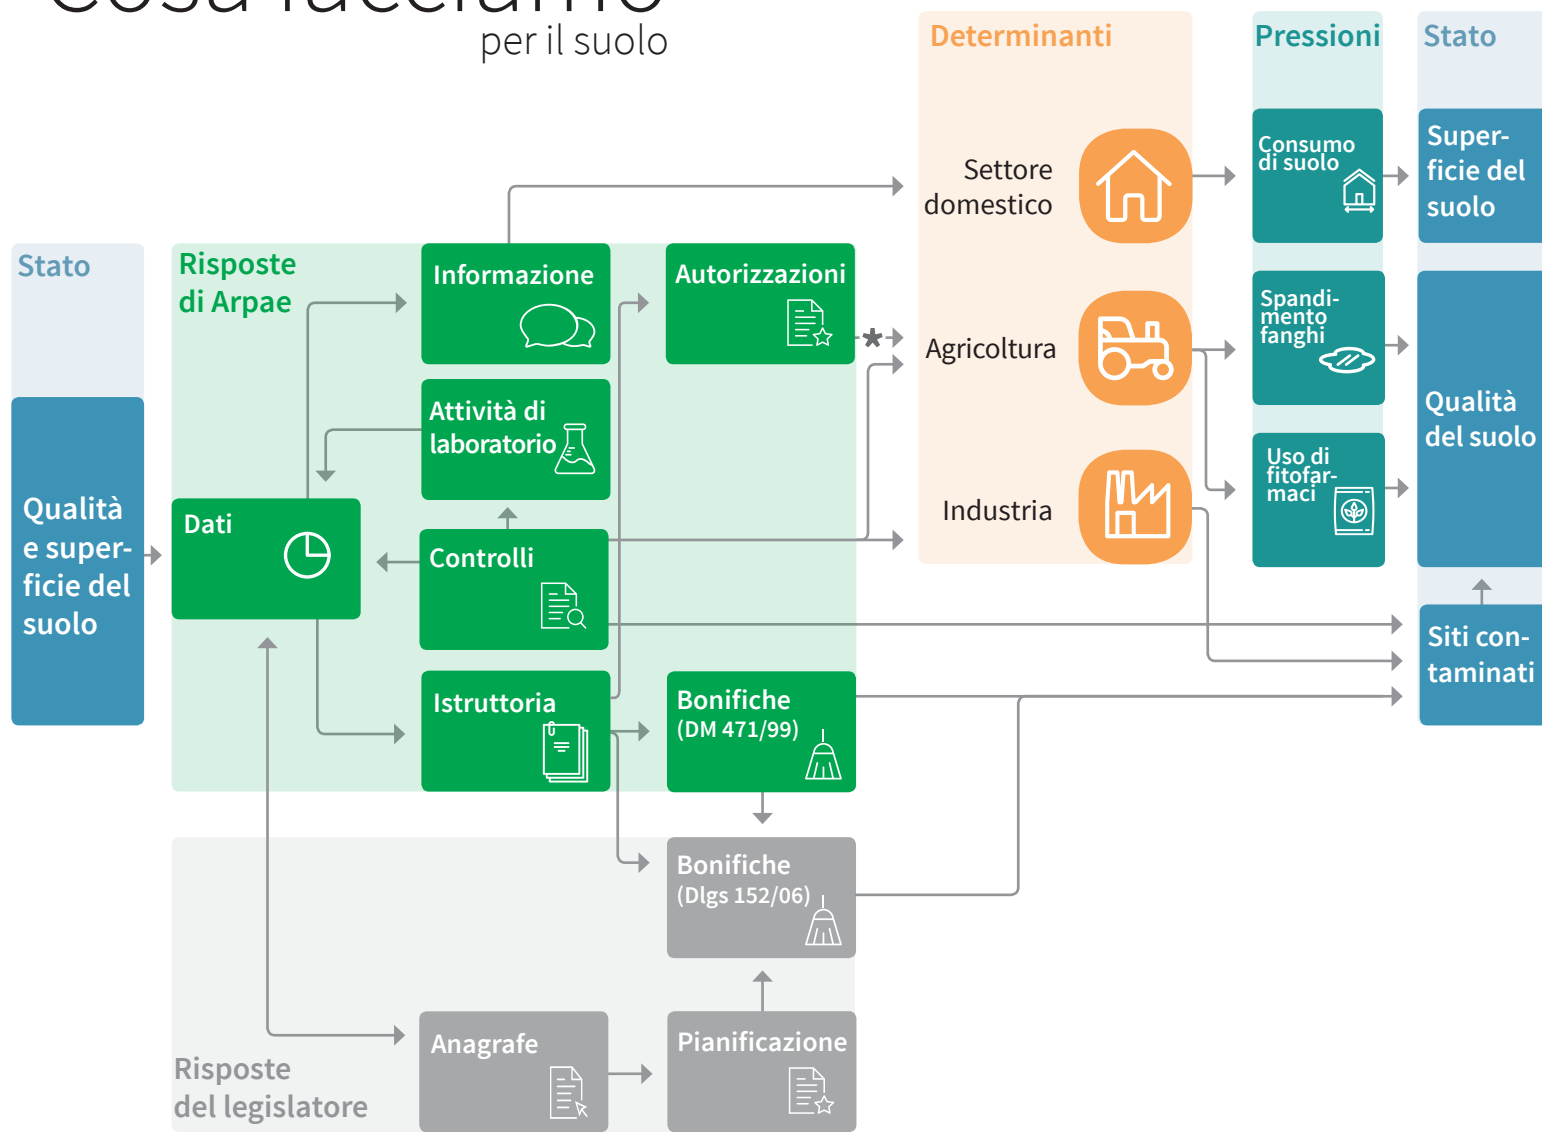 Cosa facciamo
per il suolo
Determinanti
Pressioni
Stato
Settore
domestico
Consumo
di suolo
Super-
ficie del
suolo
Stato
Risposte
di Arpae
Informazione
Autorizzazioni
*
Agricoltura
Spandi-
mento
fanghi
Qualità
del suolo
Attività di
laboratorio
Uso di
fitofar-
maci
Industria
Qualità
e super-
ficie del
suolo
Dati
Controlli
Siti con-
taminati
Istruttoria
Bonifiche
(DM 471/99)
Bonifiche
(Dlgs 152/06)
Anagrafe
Pianificazione
Risposte
del legislatore